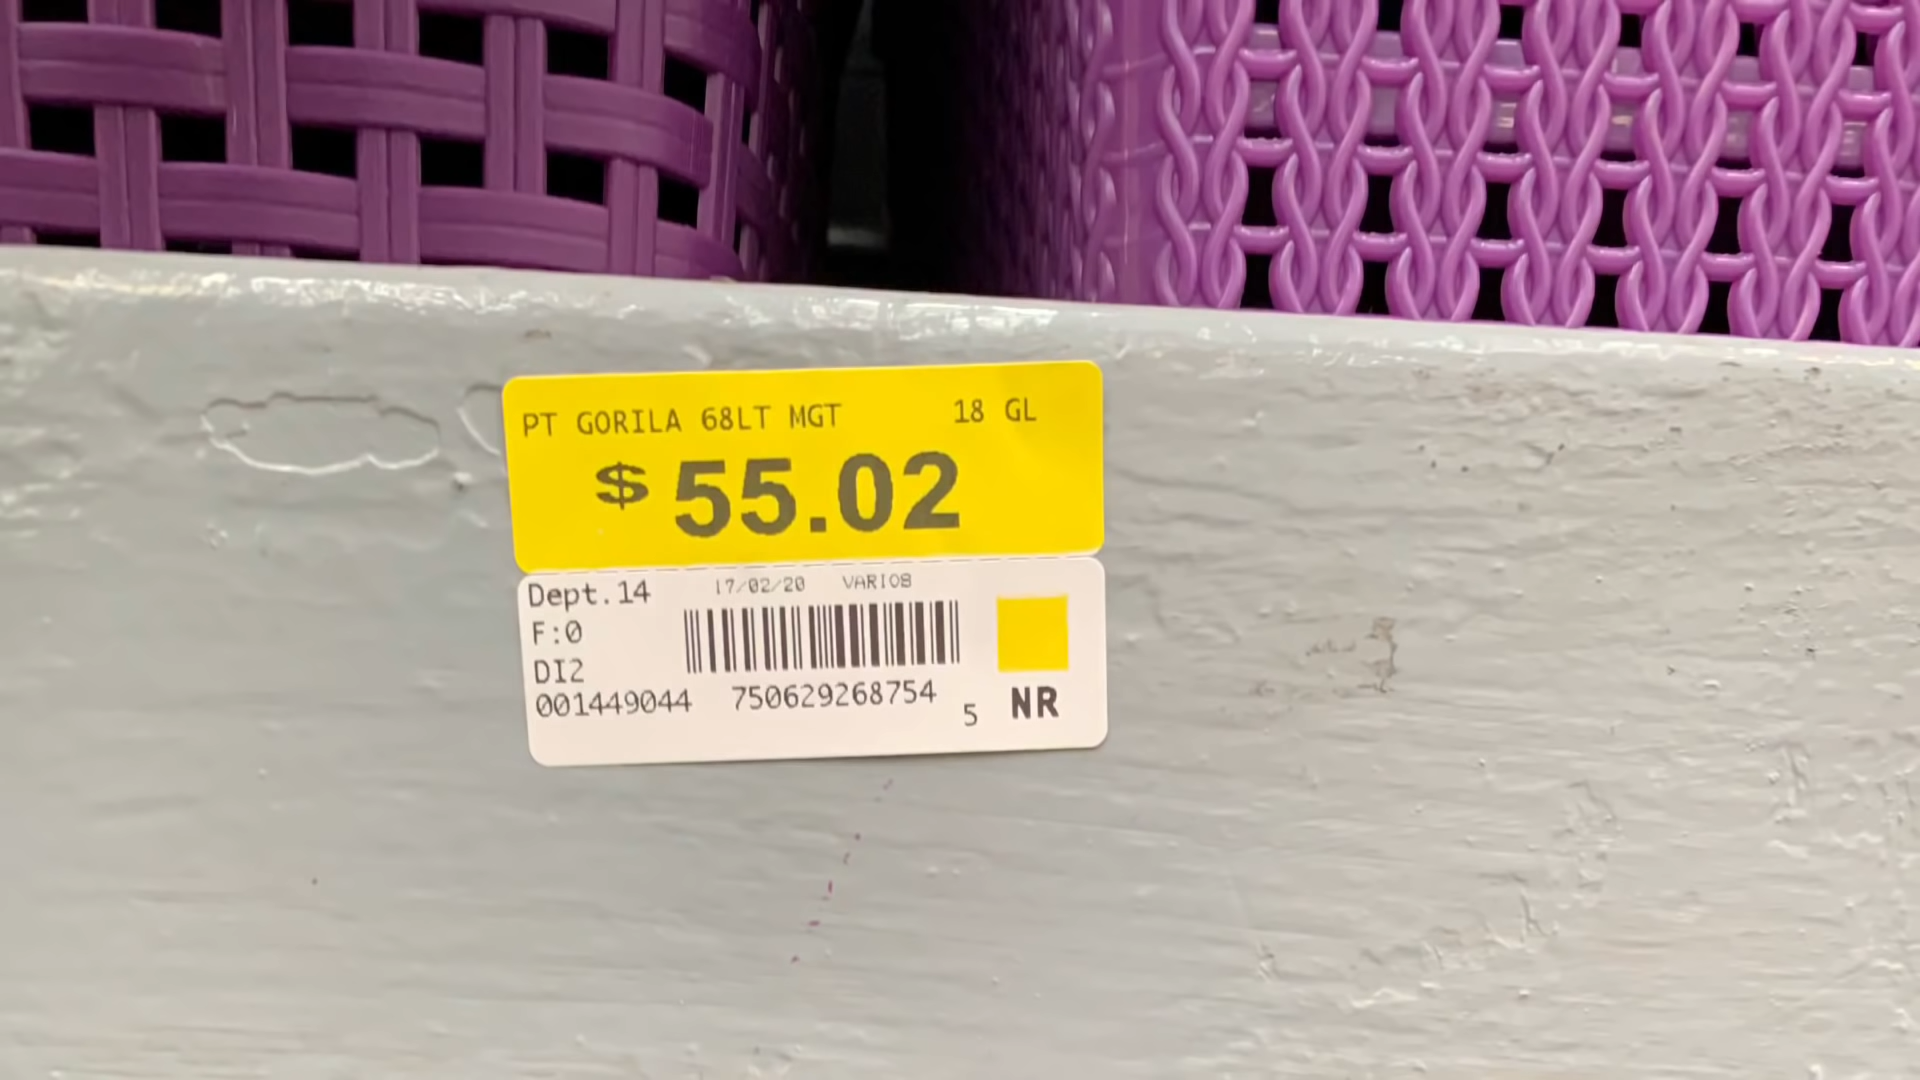 PT GORILA 68LT MGT 18 GL
$ 55.02
Dept.14 17/02/20 VARIOS
F:0
DI2
001449044 750629268754 5 NR